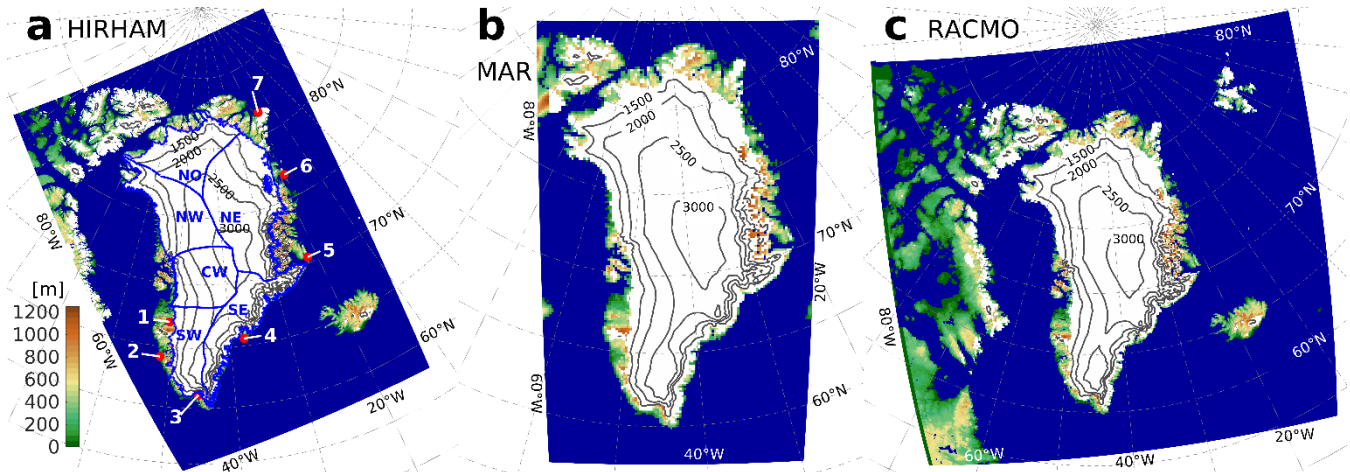 a HIRHAM
7
80°N
1500
2000
NO
2500
6
NW
NE
3000
70°N
80°W
CW
5
[m]
1200
1000
800
600
400
200
0
1
SW
SE
4
2
60°N
60°W
3
20°W
40°W
b
MAR
80°N
80°W
1500
2000
2500
3000
70°N
20°W
60°W
60°N
40°W
c RACMO
80°N
1500
2000
2500
3000
70°N
80°W
60°N
60°W
20°W
40°W